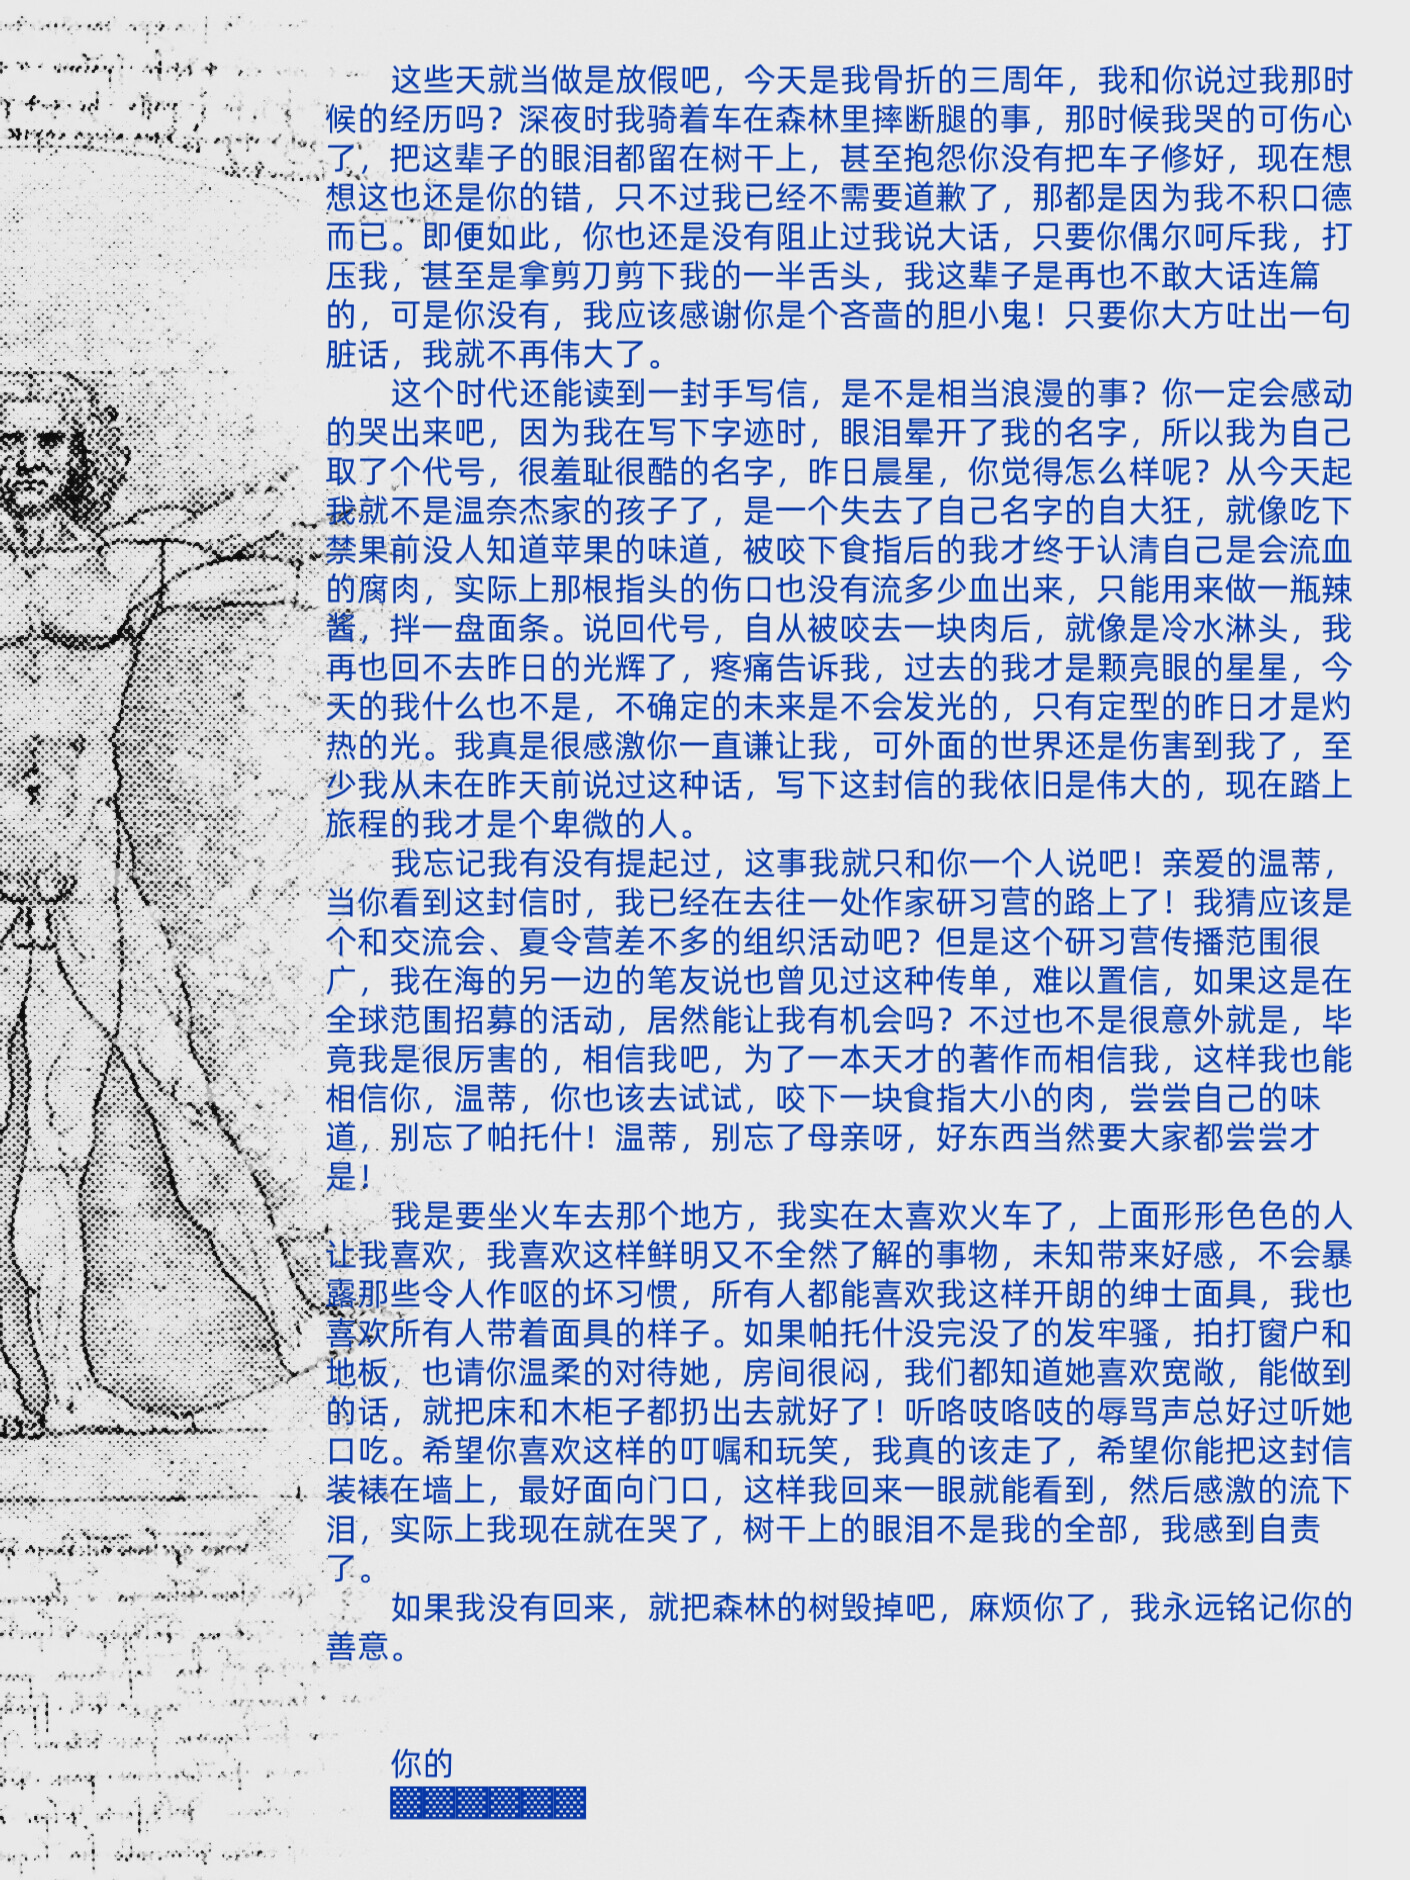 这些天就当做是放假吧，今天是我骨折的三周年，我和你说过我那时
候的经历吗？深夜时我骑着车在森林里摔断腿的事，那时候我哭的可伤心
了，把这辈子的眼泪都留在树干上，甚至抱怨你没有把车子修好，现在想
想这也还是你的错，只不过我已经不需要道歉了，那都是因为我不积口德
而已。即便如此，你也还是没有阻止过我说大话，只要你偶尔呵斥我，打
压我，甚至是拿剪刀剪下我的一半舌头，我这辈子是再也不敢大话连篇
的，可是你没有，我应该感谢你是个吝啬的胆小鬼！只要你大方吐出一句
脏话，我就不再伟大了。
这个时代还能读到一封手写信，是不是相当浪漫的事？你一定会感动
的哭出来吧，因为我在写下字迹时，眼泪晕开了我的名字，所以我为自己
取了个代号，很羞耻很酷的名字，昨日晨星，你觉得怎么样呢？从今天起
我就不是温奈杰家的孩子了，是一个失去了自己名字的自大狂，就像吃下
禁果前没人知道苹果的味道，被咬下食指后的我才终于认清自己是会流血
的腐肉，实际上那根指头的伤口也没有流多少血出来，只能用来做一瓶辣
酱，拌一盘面条。说回代号，自从被咬去一块肉后，就像是冷水淋头，我
再也回不去昨日的光辉了，疼痛告诉我，过去的我才是颗亮眼的星星，今
天的我什么也不是，不确定的未来是不会发光的，只有定型的昨日才是灼
热的光。我真是很感激你一直谦让我，可外面的世界还是伤害到我了，至
少我从未在昨天前说过这种话，写下这封信的我依旧是伟大的，现在踏上
旅程的我才是个卑微的人。
我忘记我有没有提起过，这事我就只和你一个人说吧！亲爱的温蒂，
当你看到这封信时，我已经在去往一处作家研习营的路上了！我猜应该是
个和交流会、夏令营差不多的组织活动吧？但是这个研习营传播范围很
广，我在海的另一边的笔友说也曾见过这种传单，难以置信，如果这是在
全球范围招募的活动，居然能让我有机会吗？不过也不是很意外就是，毕
竟我是很厉害的，相信我吧，为了一本天才的著作而相信我，这样我也能
相信你，温蒂，你也该去试试，咬下一块食指大小的肉，尝尝自己的味
道，别忘了帕托什！温蒂，别忘了母亲呀，好东西当然要大家都尝尝才
是！
我是要坐火车去那个地方，我实在太喜欢火车了，上面形形色色的人
让我喜欢，我喜欢这样鲜明又不全然了解的事物，未知带来好感，不会暴
露那些令人作呕的坏习惯，所有人都能喜欢我这样开朗的绅士面具，我也
喜欢所有人带着面具的样子。如果帕托什没完没了的发牢骚，拍打窗户和
地板，也请你温柔的对待她，房间很闷，我们都知道她喜欢宽敞，能做到
的话，就把床和木柜子都扔出去就好了！听咯吱咯吱的辱骂声总好过听她
口吃。希望你喜欢这样的叮嘱和玩笑，我真的该走了，希望你能把这封信
装裱在墙上，最好面向门口，这样我回来一眼就能看到，然后感激的流下
泪，实际上我现在就在哭了，树干上的眼泪不是我的全部，我感到自责
了。
如果我没有回来，就把森林的树毁掉吧，麻烦你了，我永远铭记你的
善意。
你的
▓▓▓▓▓▓